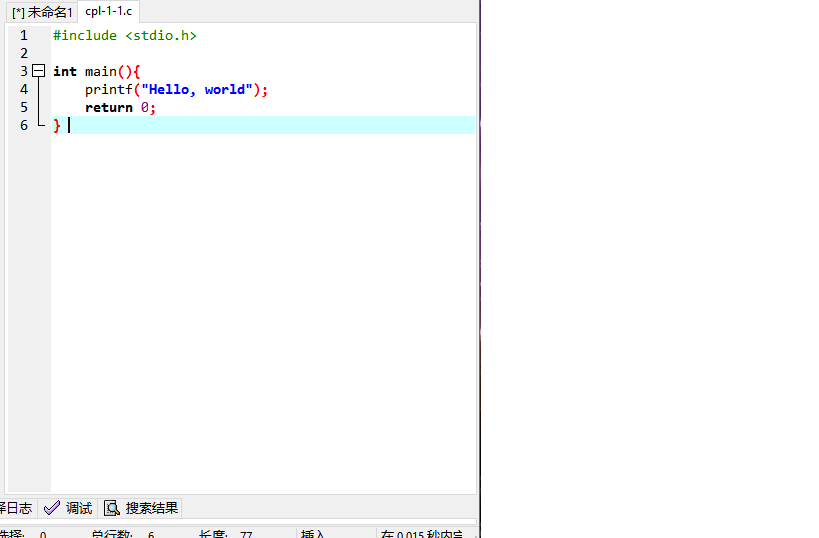 [*] 未命名1 cpl-1-1.c
1 #include <stdio.h>
2
3 int main(){
4 printf("Hello, world");
5 return 0;
6 }
译日志 调试 搜索结果
选择: 0 总行数: 6 长度: 77 插入 在 0.015 秒内完